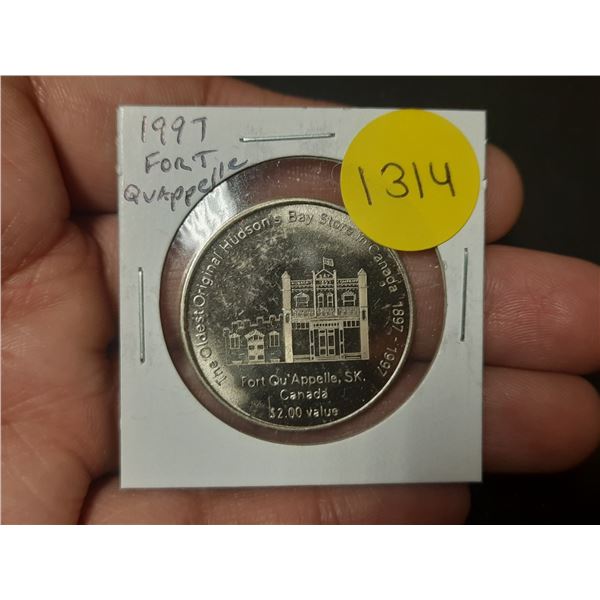 1997
FORT
QuAppelle
1314
The Oldest Original Hudson's Bay Store in Canada 1897 - 1997
Fort Qu'Appelle, SK.
Canada
$2.00 value